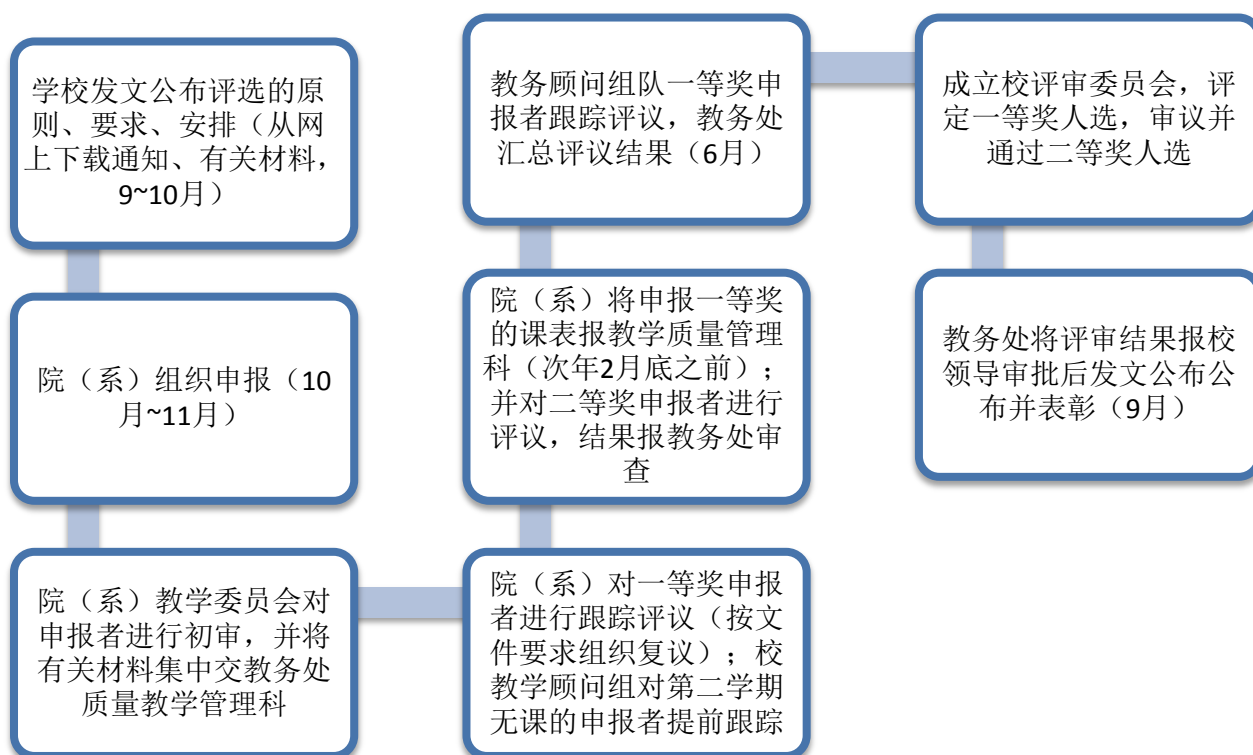 学校发文公布评选的原
则、要求、安排（从网
上下载通知、有关材料，
9~10月）
院（系）组织申报（10
月~11月）
院（系）教学委员会对
申报者进行初审，并将
有关材料集中交教务处
质量教学管理科
院（系）对一等奖申报
者进行跟踪评议（按文
件要求组织复议）；校
教学顾问组对第二学期
无课的申报者提前跟踪
院（系）将申报一等奖
的课表报教学质量管理
科（次年2月底之前）；
并对二等奖申报者进行
评议，结果报教务处审
查
教务顾问组队一等奖申
报者跟踪评议，教务处
汇总评议结果（6月）
成立校评审委员会，评
定一等奖人选，审议并
通过二等奖人选
教务处将评审结果报校
领导审批后发文公布公
布并表彰（9月）